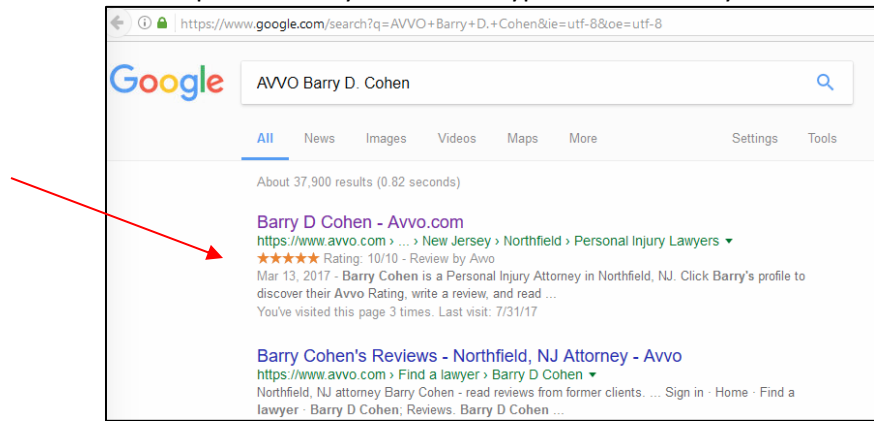 https://www.google.com/search?q=AVVO+Barry+D.+Cohen&ie=utf-8&oe=utf-8
Google
AVVO Barry D. Cohen
All News Images Videos Maps More Settings Tools
About 37,900 results (0.82 seconds)
Barry D Cohen - Avvo.com
https://www.avvo.com › ... › New Jersey › Northfield › Personal Injury Lawyers ▼
★★★★★ Rating: 10/10 - Review by Avvo
Mar 13, 2017 - Barry Cohen is a Personal Injury Attorney in Northfield, NJ. Click Barry's profile to
discover their Avvo Rating, write a review, and read ...
You've visited this page 3 times. Last visit: 7/31/17
Barry Cohen's Reviews - Northfield, NJ Attorney - Avvo
https://www.avvo.com › Find a lawyer › Barry D Cohen ▼
Northfield, NJ attorney Barry Cohen - read reviews from former clients. ... Sign in · Home · Find a
lawyer · Barry D Cohen; Reviews. Barry D Cohen ...